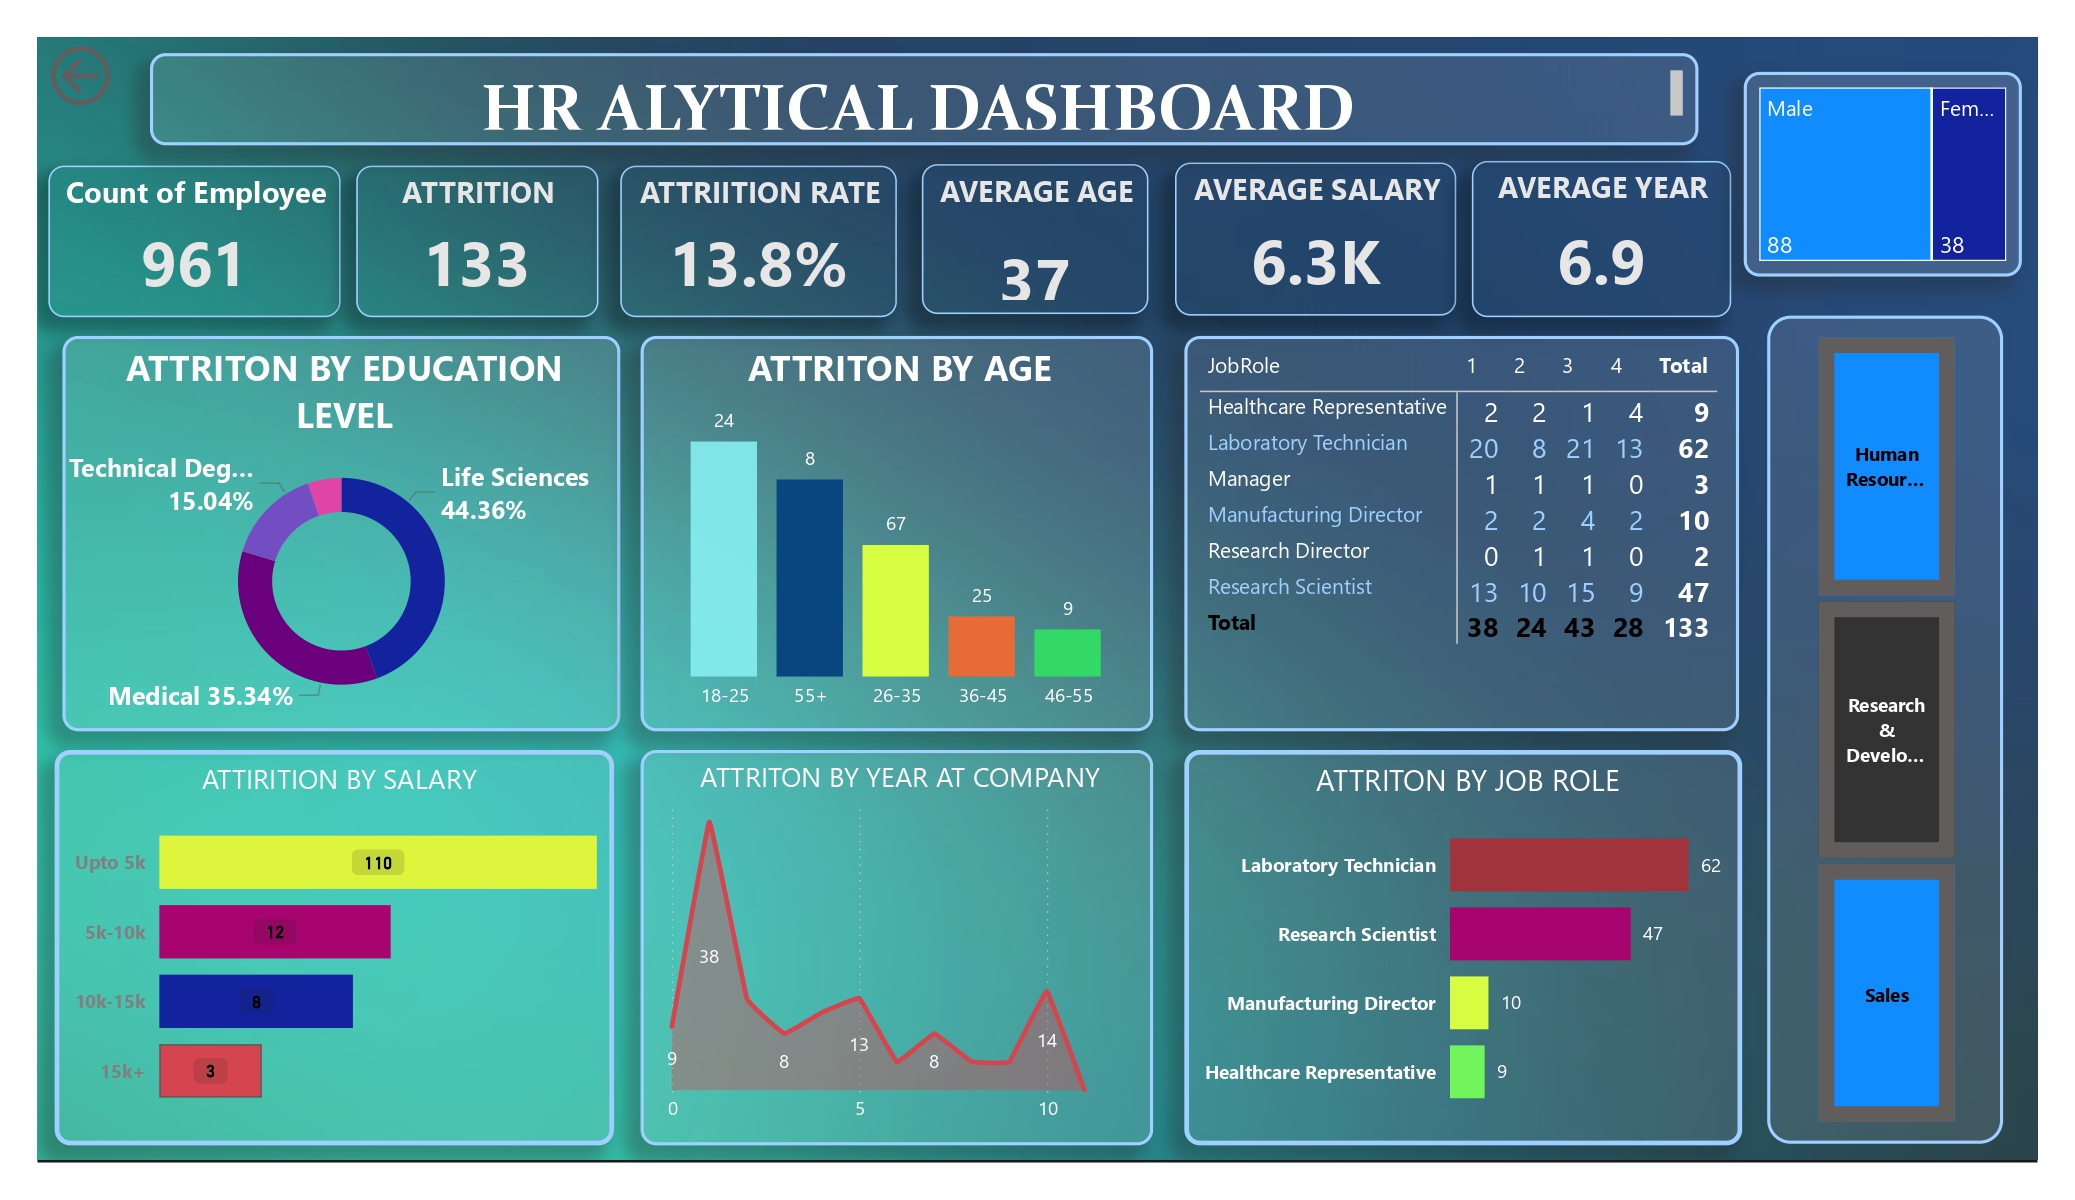 HR ALYTICAL DASHBOARD
Male
Fem...
88
38
Count of Employee
961
ATTRITION
133
ATTRIITION RATE
13.8%
AVERAGE AGE
37
AVERAGE SALARY
6.3K
AVERAGE YEAR
6.9
ATTRITON BY EDUCATION
LEVEL
Technical Deg...
15.04%
Life Sciences
44.36%
Medical 35.34%
ATTRITON BY AGE
24
8
67
25
9
18-25 55+ 26-35 36-45 46-55
JobRole 1 2 3 4 Total
Healthcare Representative 2 2 1 4 9
Laboratory Technician 20 8 21 13 62
Manager 1 1 1 0 3
Manufacturing Director 2 2 4 2 10
Research Director 0 1 1 0 2
Research Scientist 13 10 15 9 47
Total 38 24 43 28 133
Human
Resour...
Research
&
Develo...
Sales
ATTIRITION BY SALARY
Upto 5k 110
5k-10k 12
10k-15k 8
15k+ 3
ATTRITON BY YEAR AT COMPANY
38
9
8
13
8
14
0 5 10
ATTRITON BY JOB ROLE
Laboratory Technician 62
Research Scientist 47
Manufacturing Director 10
Healthcare Representative 9